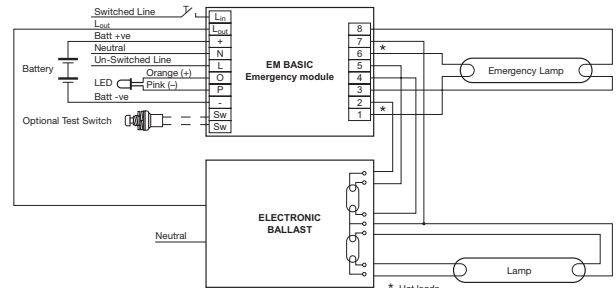 Switched Line
Lout
Batt +ve
Neutral
Un-Switched Line
Battery
LED
Orange (+)
Pink (–)
Batt -ve
Optional Test Switch
Lin
Lout
+
N
L
O
P
-
Sw
Sw
EM BASIC
Emergency module
8
7
6
5
4
3
2
1
*
*
Emergency Lamp
ELECTRONIC
BALLAST
Neutral
Lamp
* Hot leads